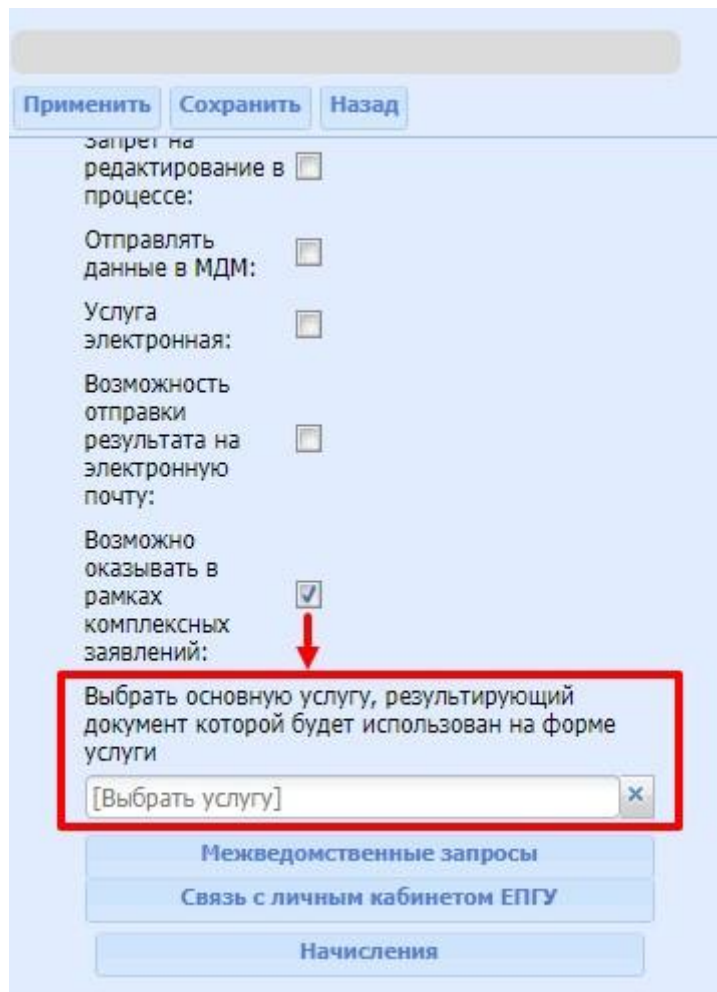 Применить Сохранить Назад
Запрет на
редактирование в
процессе:
Отправлять
данные в МДМ:
Услуга
электронная:
Возможность
отправки
результата на
электронную
почту:
Возможно
оказывать в
рамках
комплексных
заявлений:
Выбрать основную услугу, результирующий
документ которой будет использован на форме
услуги
[Выбрать услугу]
Межведомственные запросы
Связь с личным кабинетом ЕПГУ
Начисления